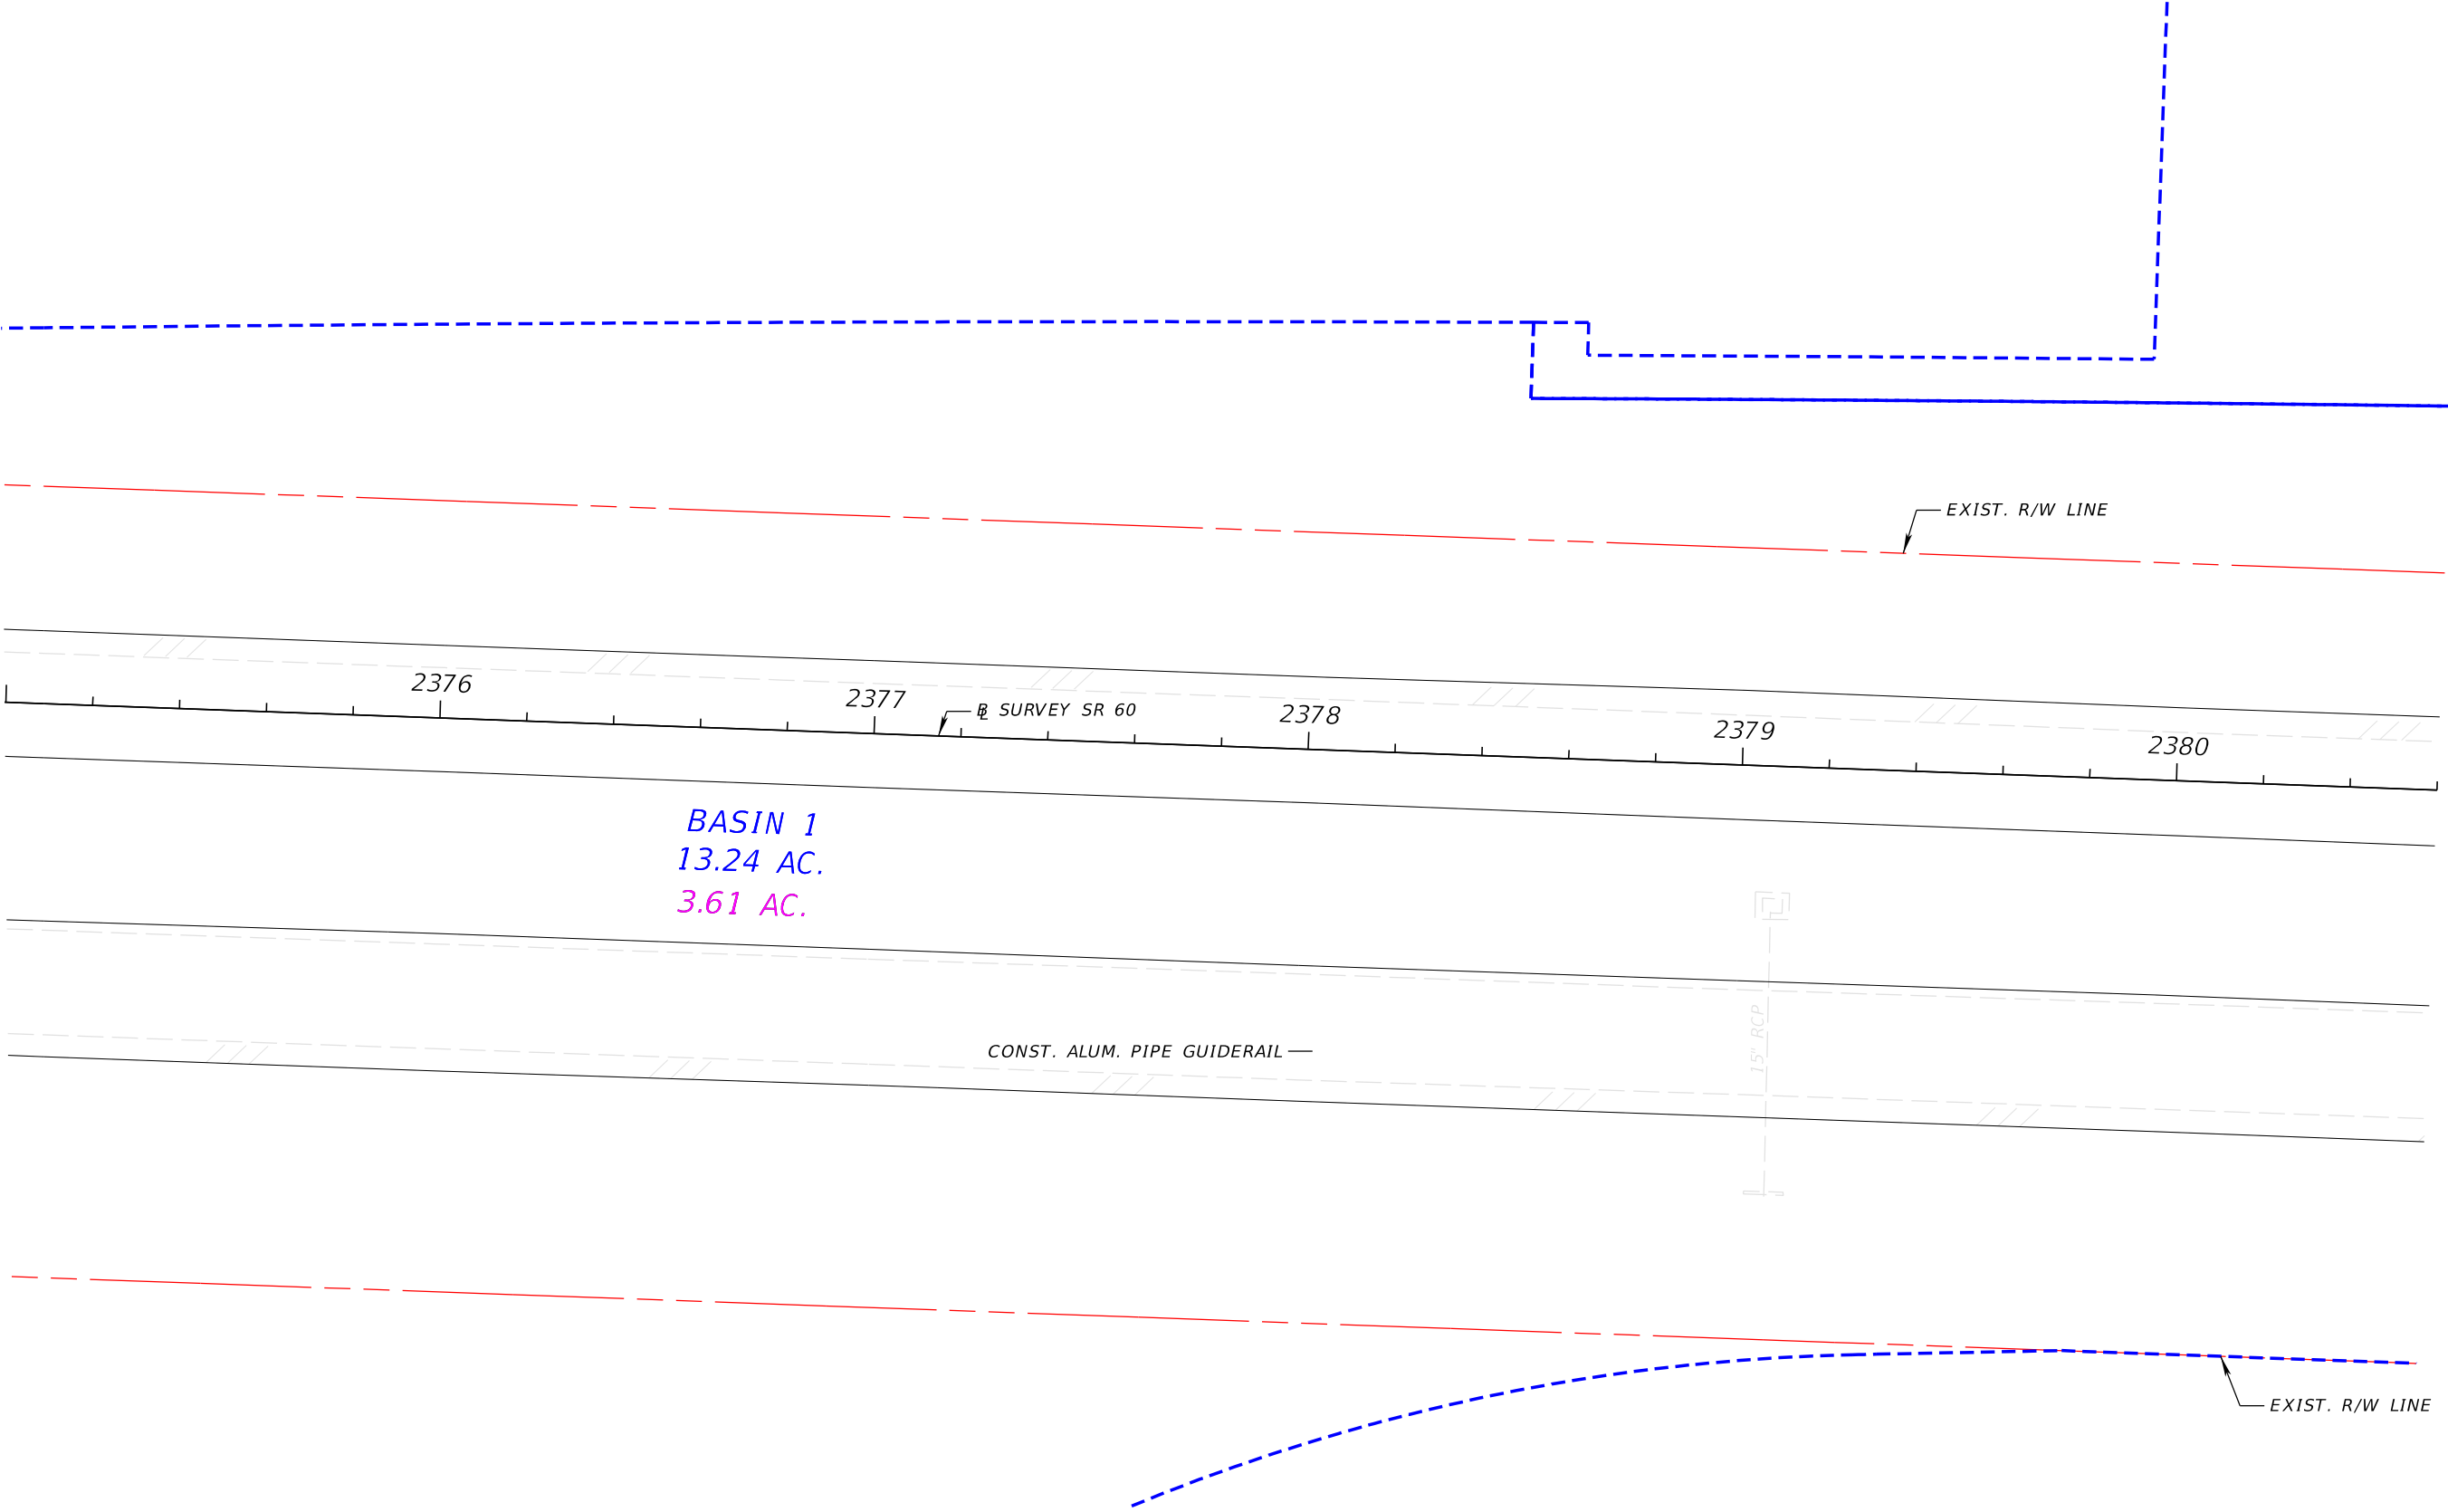 EXIST. R/W LINE
2376
2377
2378
2379
2380
BL SURVEY SR 60
BASIN 1
13.24 AC.
3.61 AC.
15" RCP
CONST. ALUM. PIPE GUIDERAIL
EXIST. R/W LINE